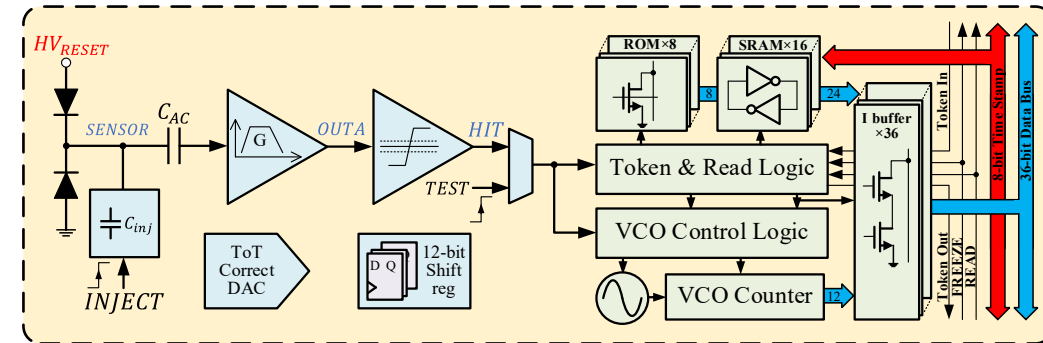 HV_RESET
SENSOR
C_AC
G
OUTA
HIT
TEST
C_inj
INJECT
ToT
Correct
DAC
D Q
12-bit
Shift
reg
ROM×8
SRAM×16
8
24
Token & Read Logic
VCO Control Logic
VCO Counter
12
I buffer
×36
Token In
Token Out
FREEZE
READ
8-bit Time Stamp
36-bit Data Bus